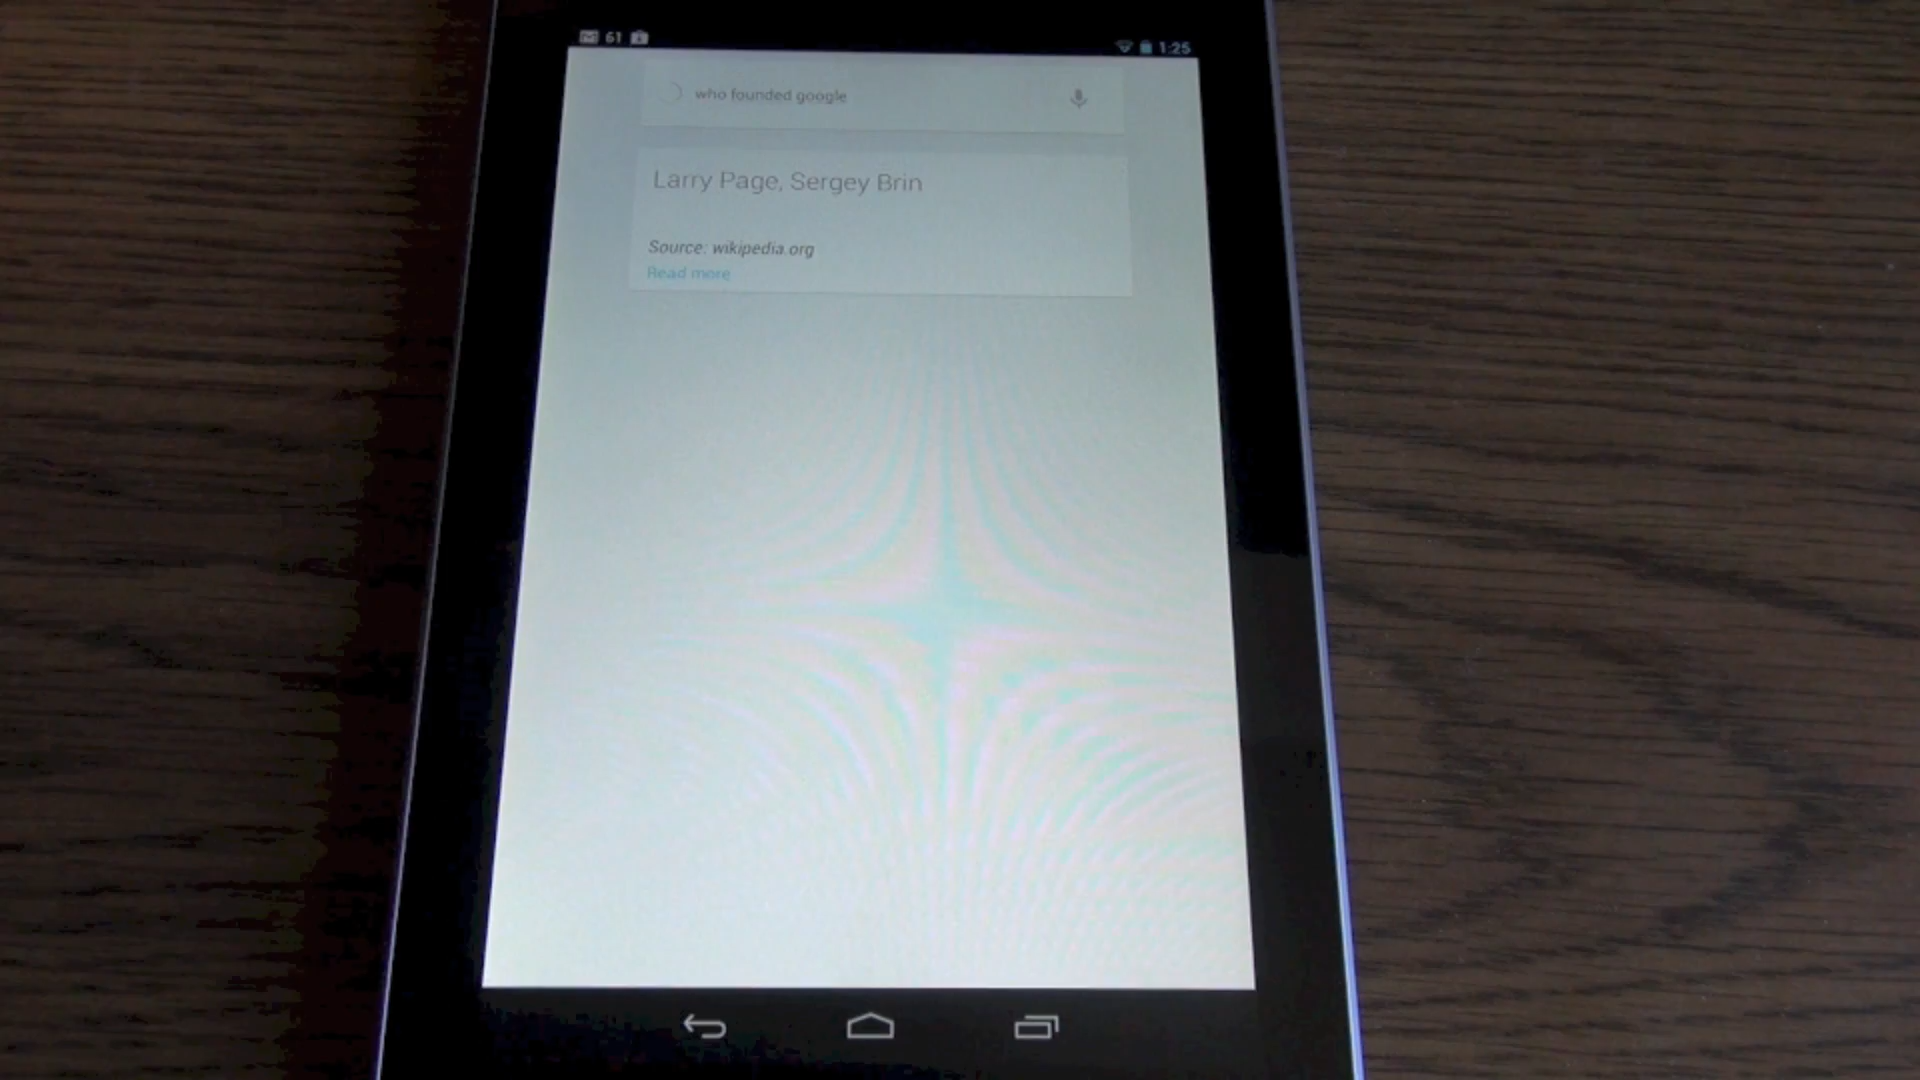 61
1:25
who founded google
Larry Page, Sergey Brin
Source: wikipedia.org
Read more